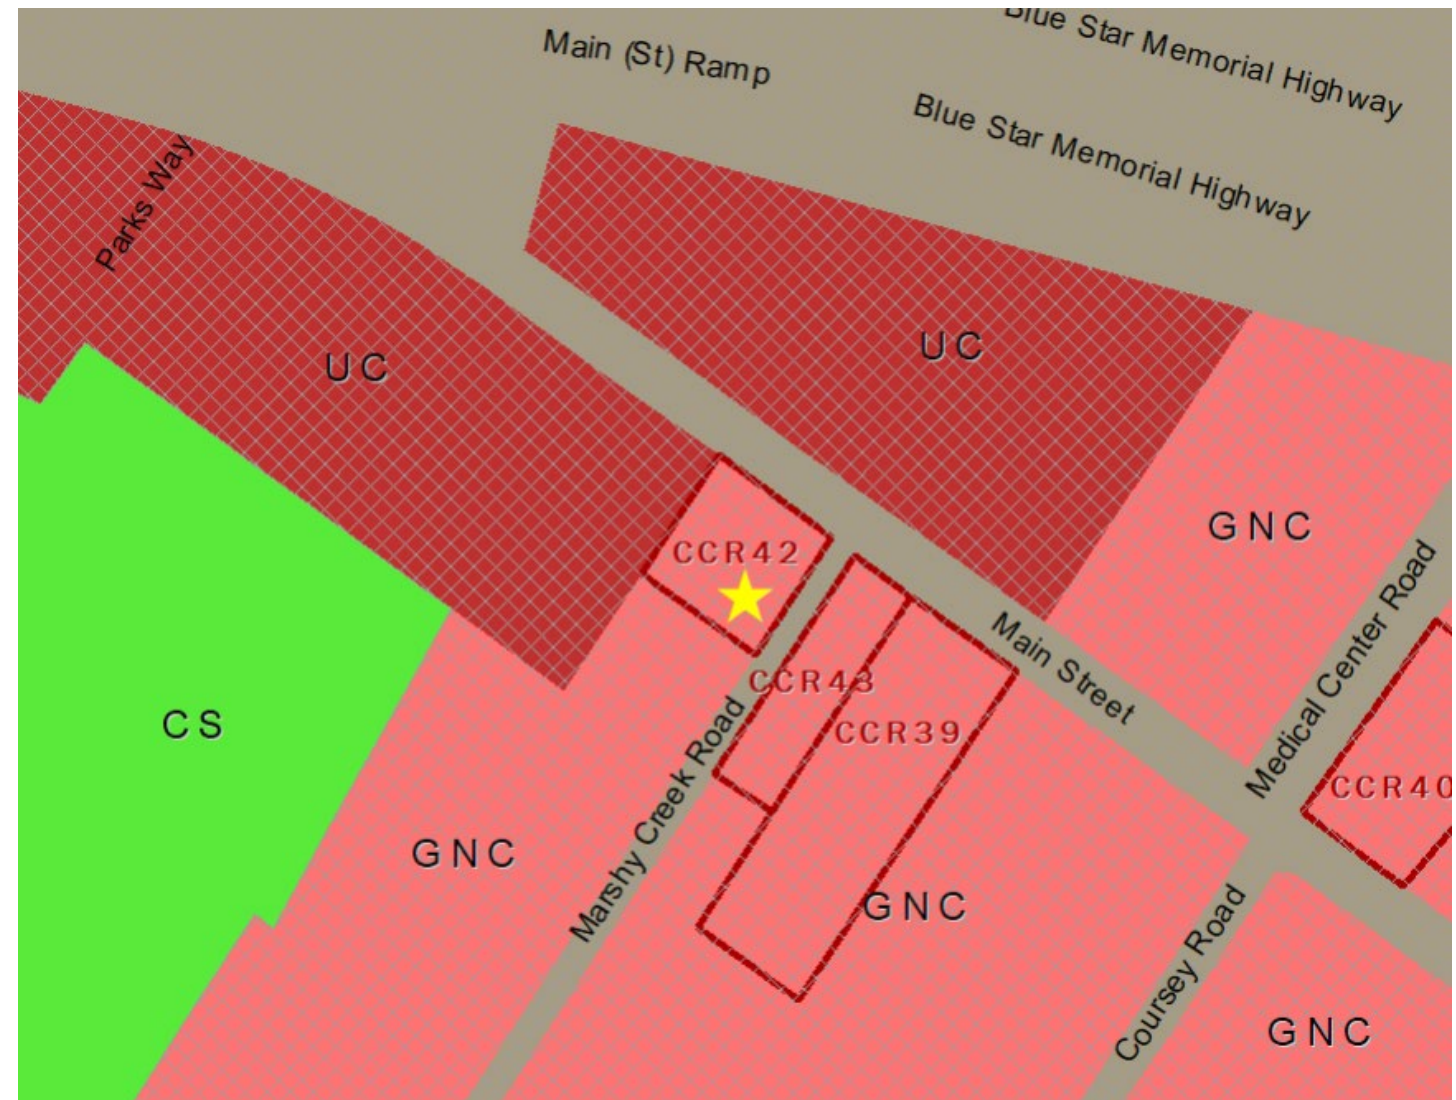 Blue Star Memorial Highway
Main (St) Ramp
Blue Star Memorial Highway
Parks Way
UC
UC
GNC
CCR42
Main Street
Medical Center Road
CCR43
CCR39
CS
CCR40
Marshy Creek Road
GNC
GNC
Coursey Road
GNC